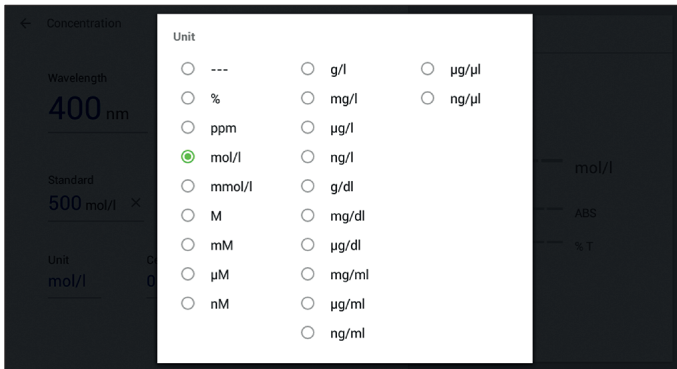 ← Concentration
Unit
---
%
ppm
mol/l
mmol/l
M
mM
µM
nM
g/l
mg/l
µg/l
ng/l
g/dl
mg/dl
µg/dl
mg/ml
µg/ml
ng/ml
µg/µl
ng/µl
Wavelength
400 nm
Standard
500 mol/l ×
Unit
mol/l
mol/l
ABS
% T